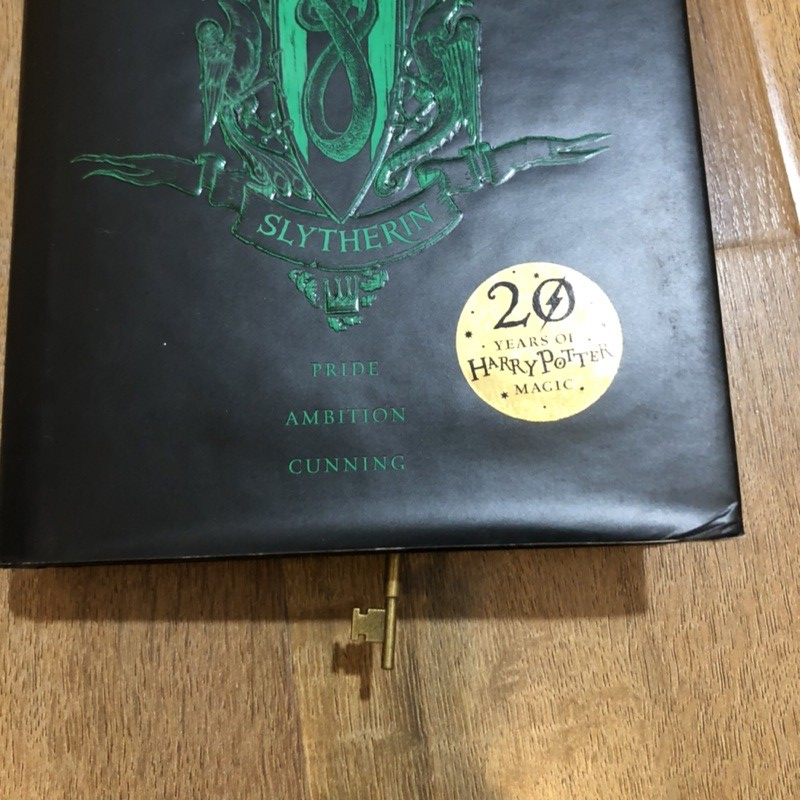 SLYTHERIN
20
YEARS OF
HARRY POTTER
MAGIC
PRIDE
AMBITION
CUNNING